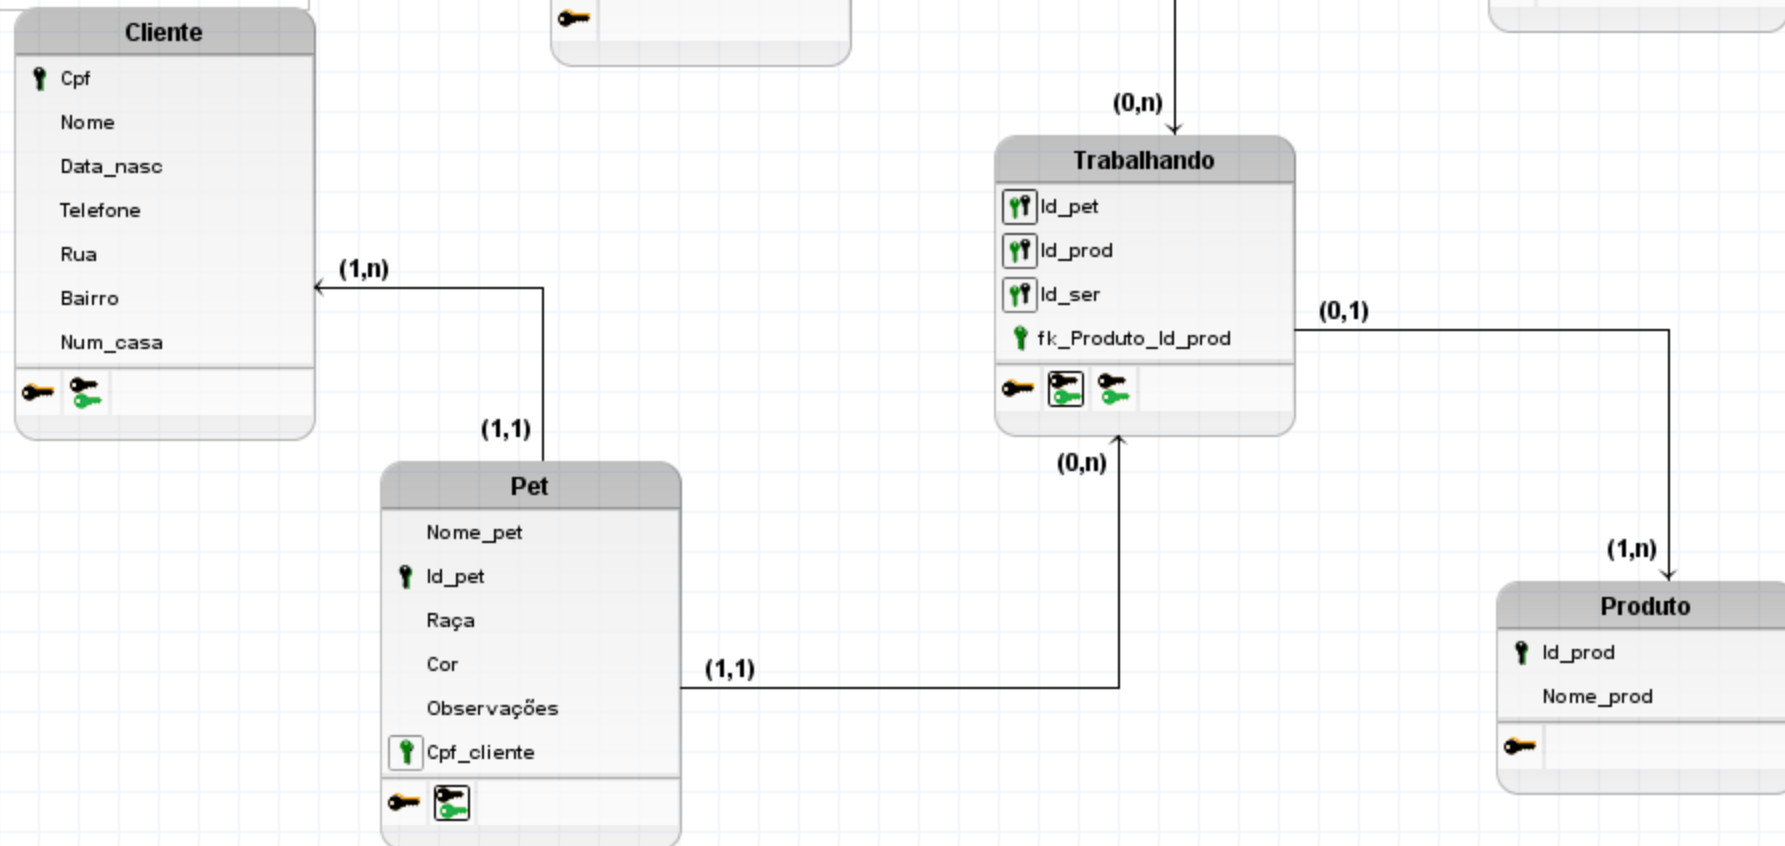 Cliente
Cpf
Nome
Data_nasc
Telefone
Rua
Bairro
Num_casa
(1,n)
(1,1)
Pet
Nome_pet
Id_pet
Raça
Cor
Observações
Cpf_cliente
(1,1)
(0,n)
(0,n)
Trabalhando
Id_pet
Id_prod
Id_ser
fk_Produto_Id_prod
(0,1)
(1,n)
Produto
Id_prod
Nome_prod